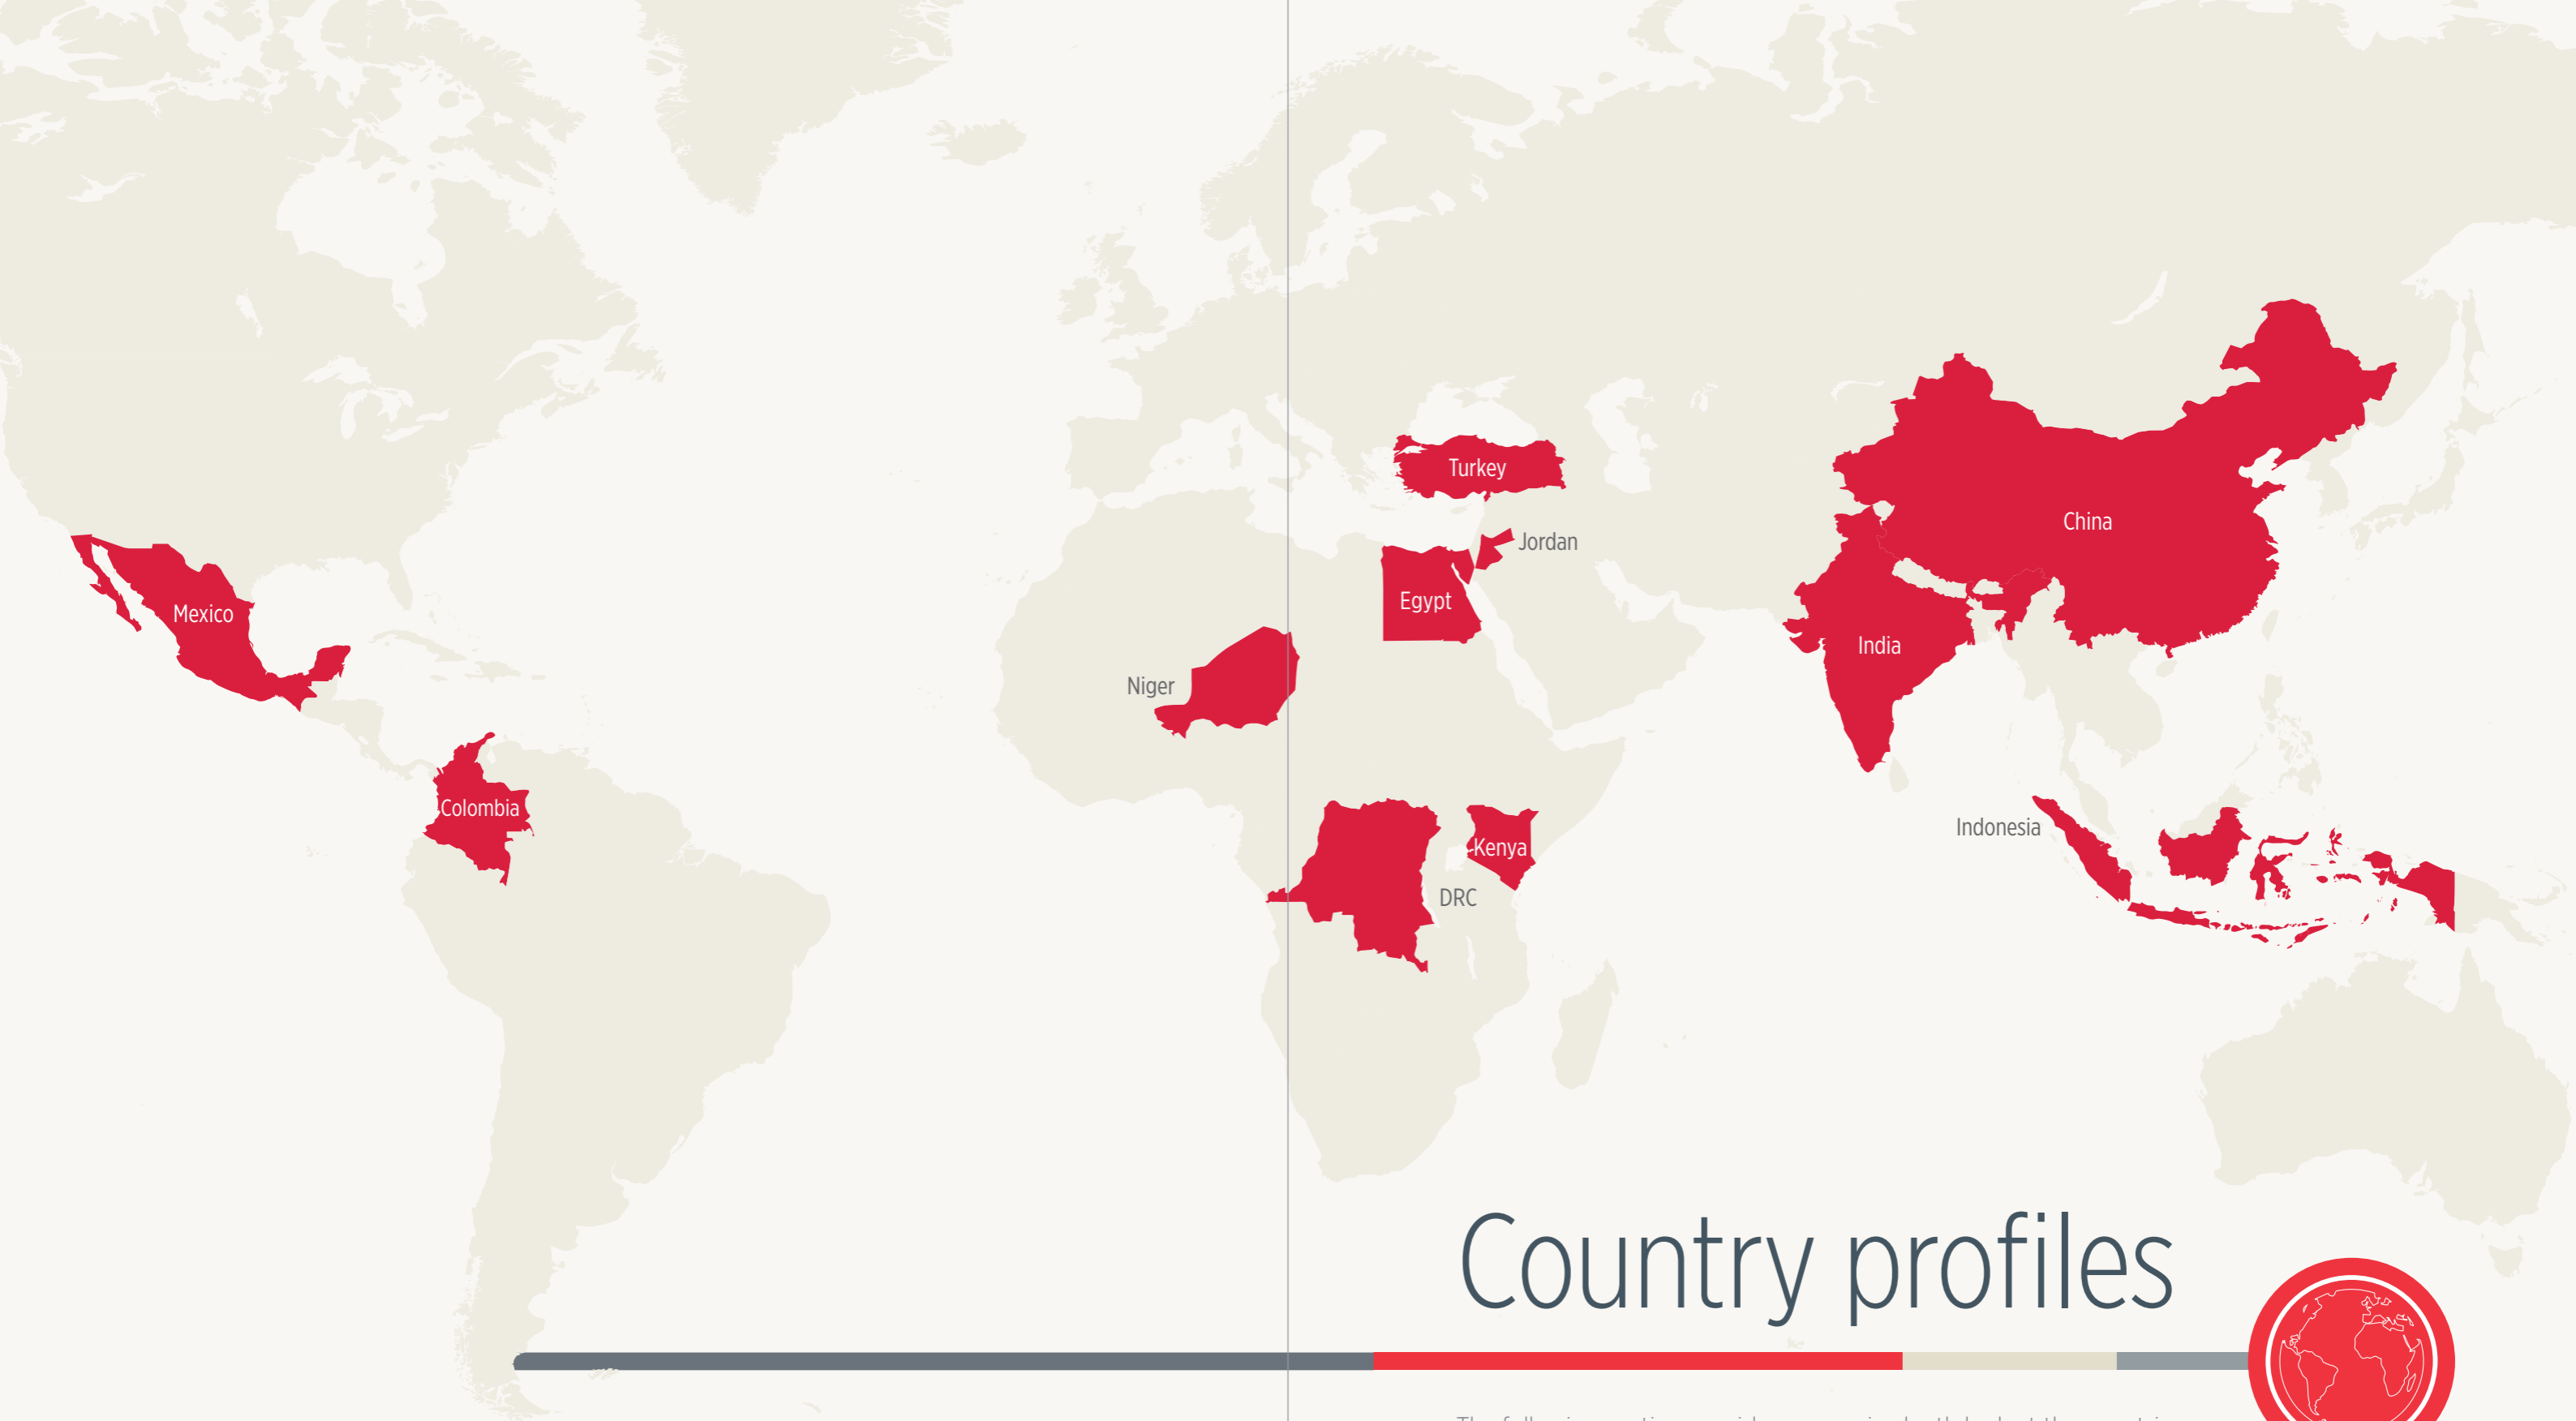 Turkey
China
Jordan
Egypt
Mexico
India
Niger
Colombia
Indonesia
Kenya
DRC
Country profiles